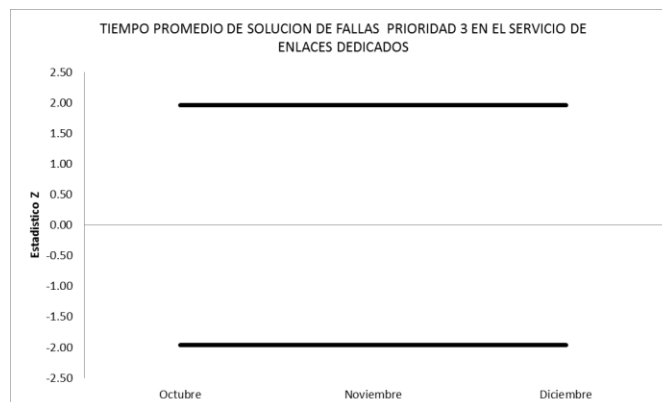 TIEMPO PROMEDIO DE SOLUCION DE FALLAS PRIORIDAD 3 EN EL SERVICIO DE
ENLACES DEDICADOS
2.50
2.00
1.50
1.00
0.50
0.00
-0.50
-1.00
-1.50
-2.00
-2.50
Estadístico Z
Octubre Noviembre Diciembre